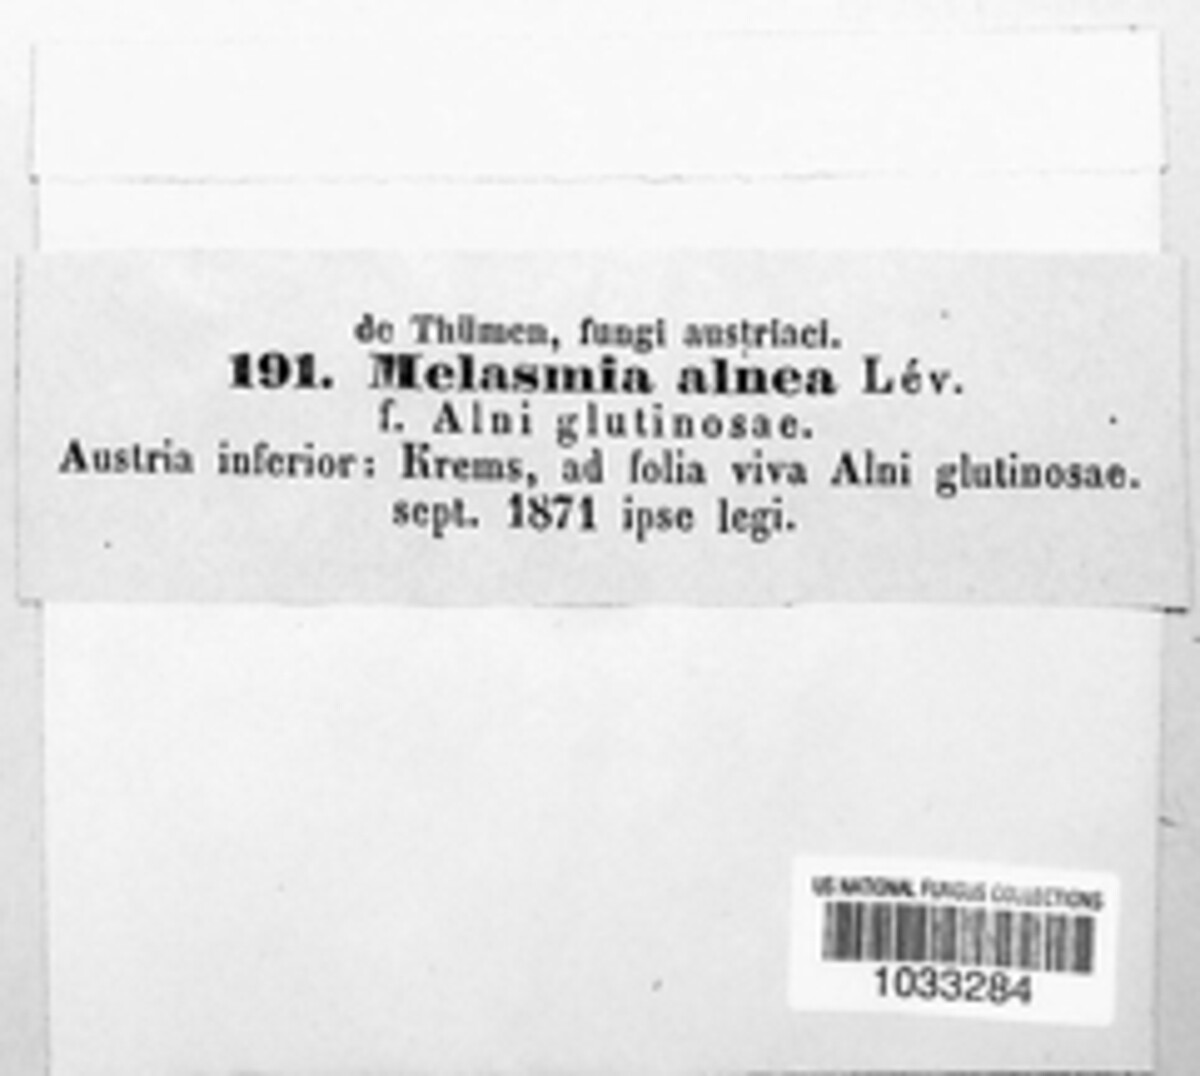 de Thümen, fungi austriaci.
191. Melasmia alnea Lév.
f. Alni glutinosae.
Austria inferior: Krems, ad folia viva Alni glutinosae.
sept. 1871 ipse legi.
US NATIONAL FUNGUS COLLECTIONS
1033284